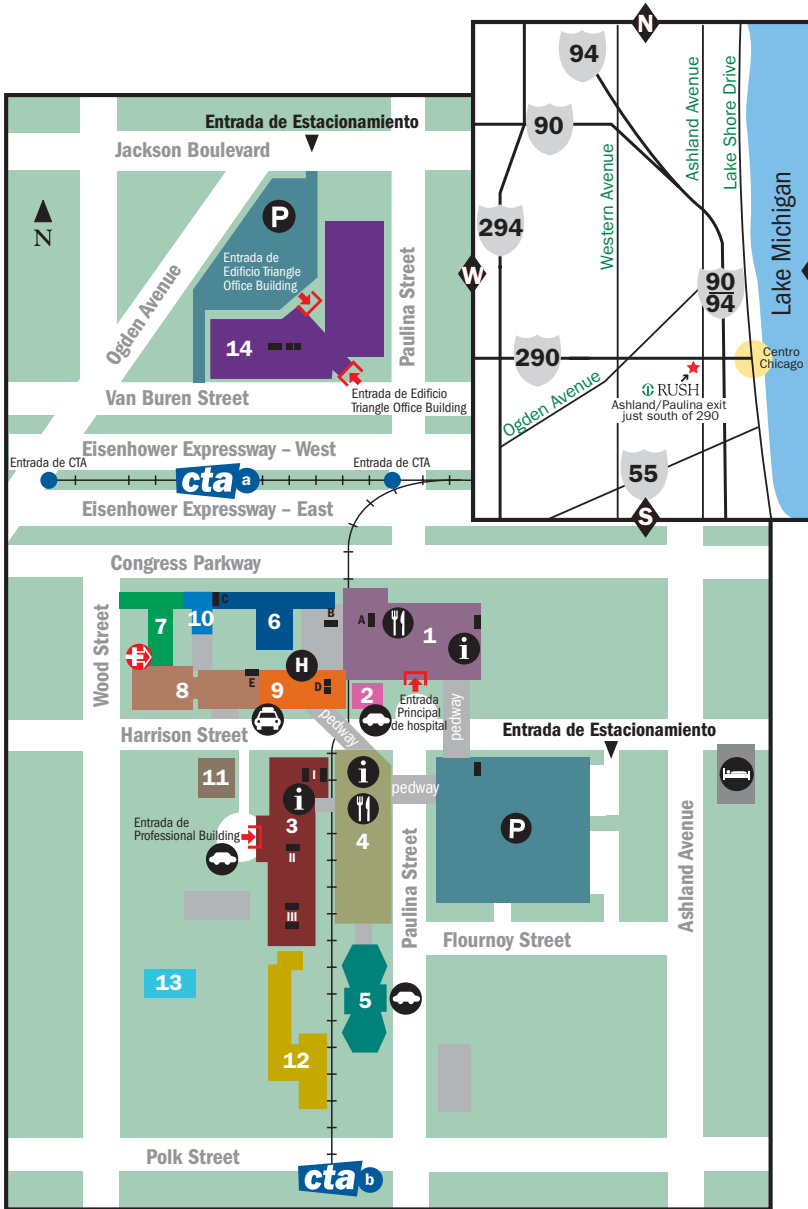 N
94
90
294
Western Avenue
Ashland Avenue
Lake Shore Drive
Lake Michigan
W
90
94
290
Centro
Chicago
RUSH
Ashland/Paulina exit
just south of 290
Ogden Avenue
55
S
Entrada de Estacionamiento
Jackson Boulevard
N
P
Entrada de
Edificio Triangle
Office Building
Ogden Avenue
Paulina Street
14
Van Buren Street
Entrada de Edificio
Triangle Office Building
Eisenhower Expressway – West
Entrada de CTA
cta a
Entrada de CTA
Eisenhower Expressway – East
Congress Parkway
Wood Street
7
10
C
6
B
A
1
i
H
8
E
9
D
2
Entrada
Principal
de hospital
pedway
pedway
Harrison Street
Entrada de Estacionamiento
11
I
i
i
pedway
Entrada de
Professional Building
3
II
4
P
III
Paulina Street
Ashland Avenue
Flournoy Street
13
5
12
Polk Street
cta b